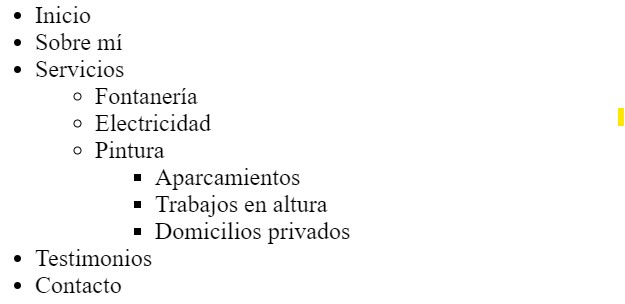 Inicio
Sobre mí
Servicios
Fontanería
Electricidad
Pintura
Aparcamientos
Trabajos en altura
Domicilios privados
Testimonios
Contacto